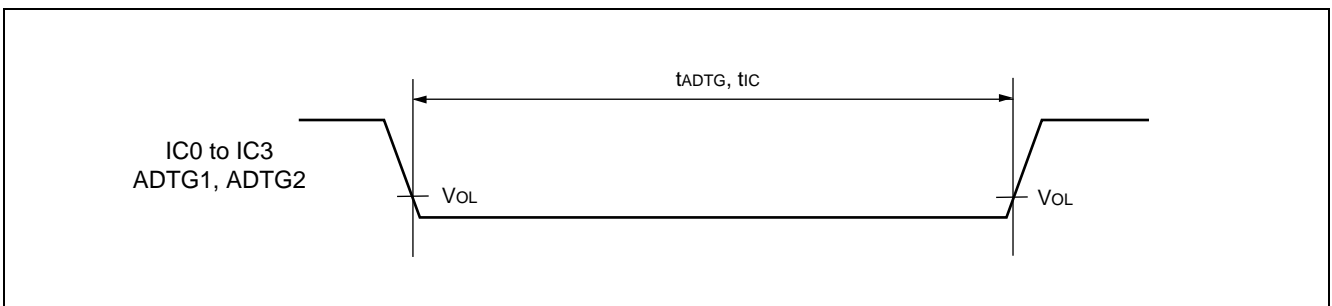 tADTG, tIC
IC0 to IC3
ADTG1, ADTG2
VOL
VOL